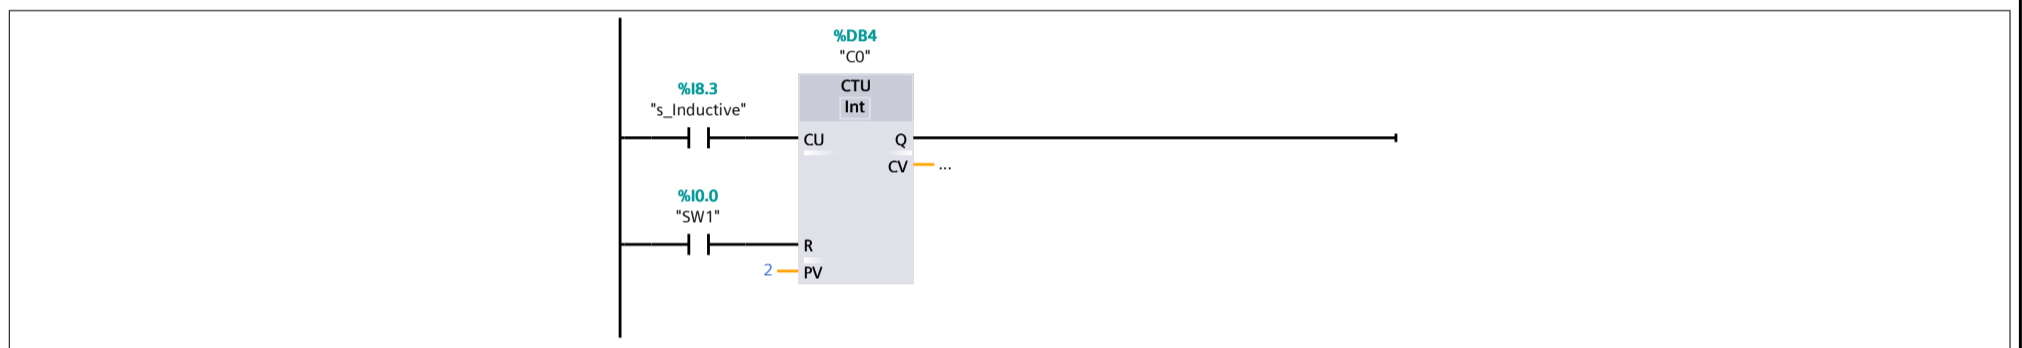 %DB4
"C0"
%I8.3
"s_Inductive"
CTU
Int
CU
Q
CV
...
%I0.0
"SW1"
R
2
PV